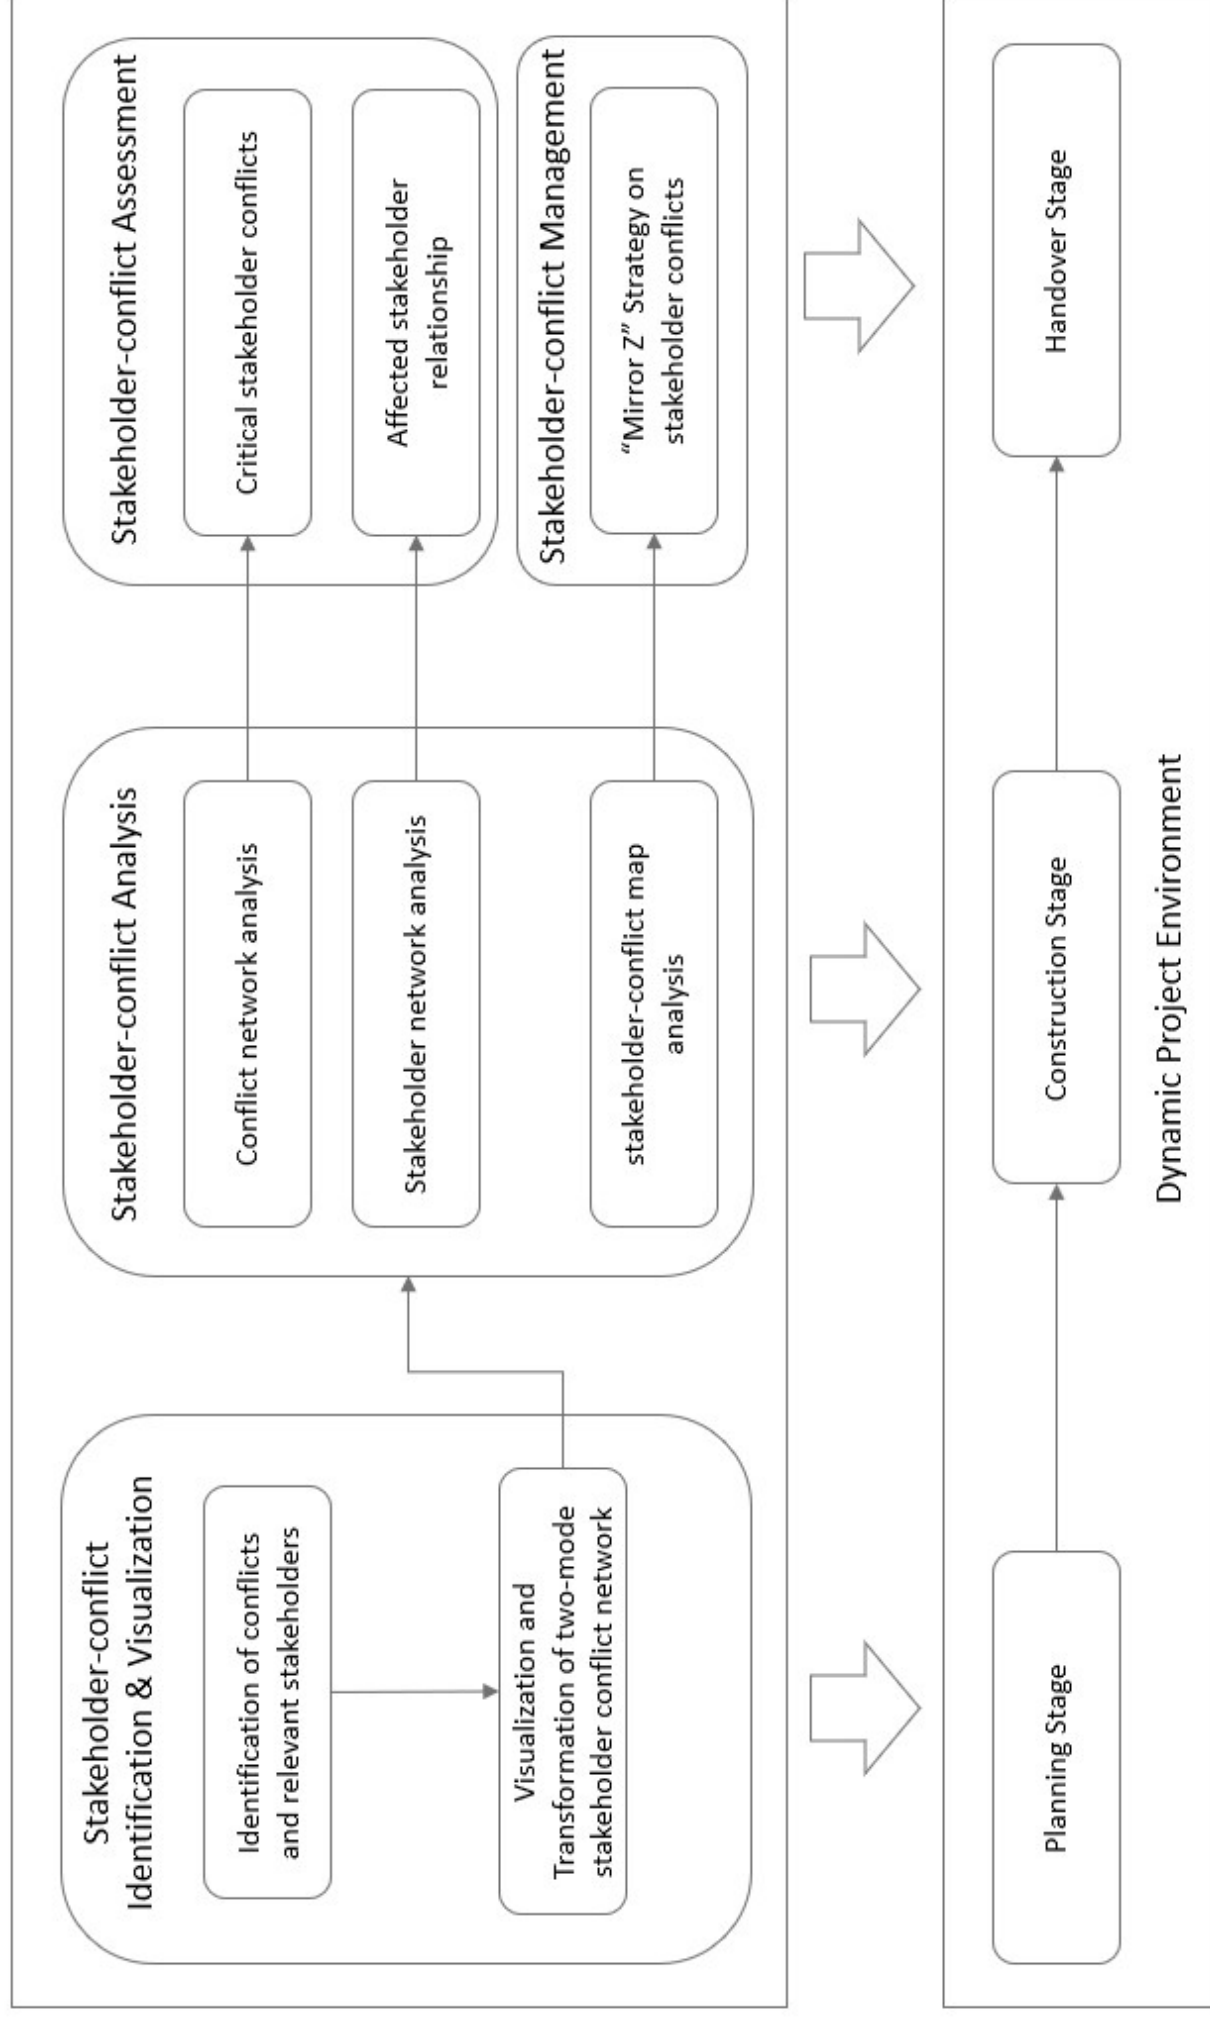 Stakeholder-conflict
Identification & Visualization
Identification of conflicts
and relevant stakeholders
Visualization and
Transformation of two-mode
stakeholder conflict network
Stakeholder-conflict Analysis
Conflict network analysis
Stakeholder network analysis
stakeholder-conflict map
analysis
Stakeholder-conflict Assessment
Critical stakeholder conflicts
Affected stakeholder
relationship
Stakeholder-conflict Management
“Mirror Z” Strategy on
stakeholder conflicts
Planning Stage
Construction Stage
Handover Stage
Dynamic Project Environment